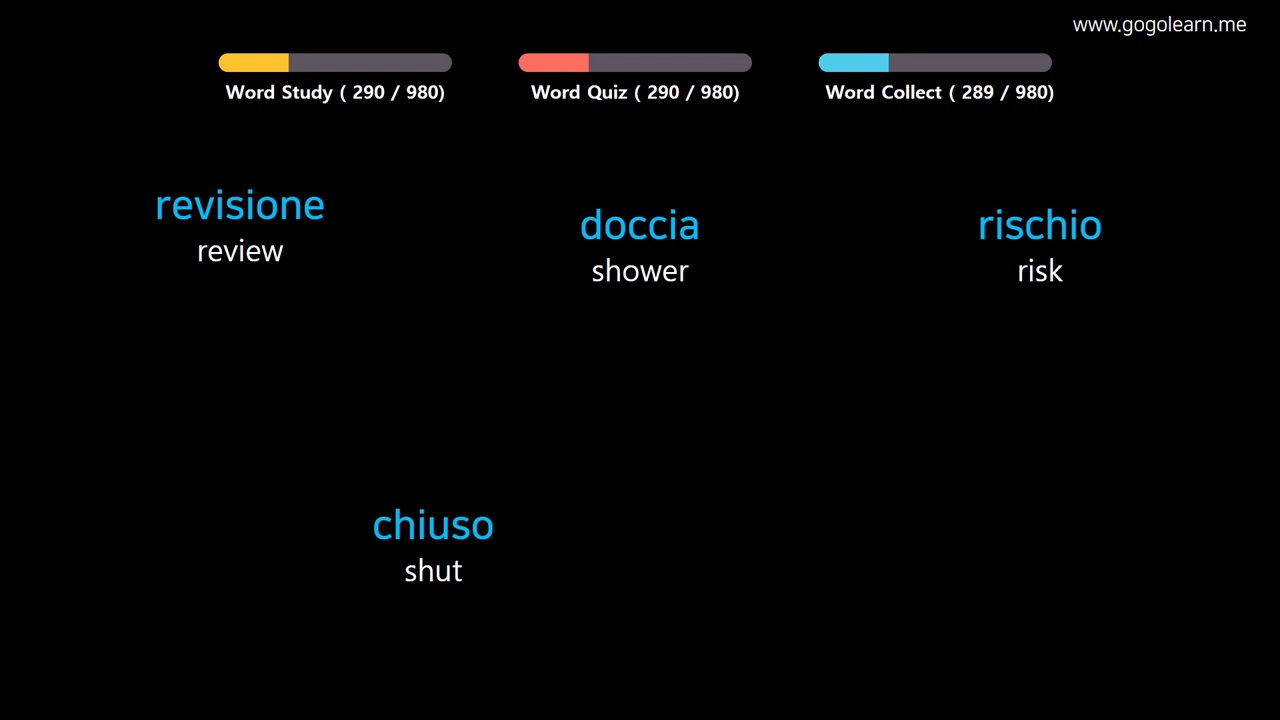 www.gogolearn.me
Word Study ( 290 / 980)
Word Quiz ( 290 / 980)
Word Collect ( 289 / 980)
revisione
review
doccia
shower
rischio
risk
chiuso
shut